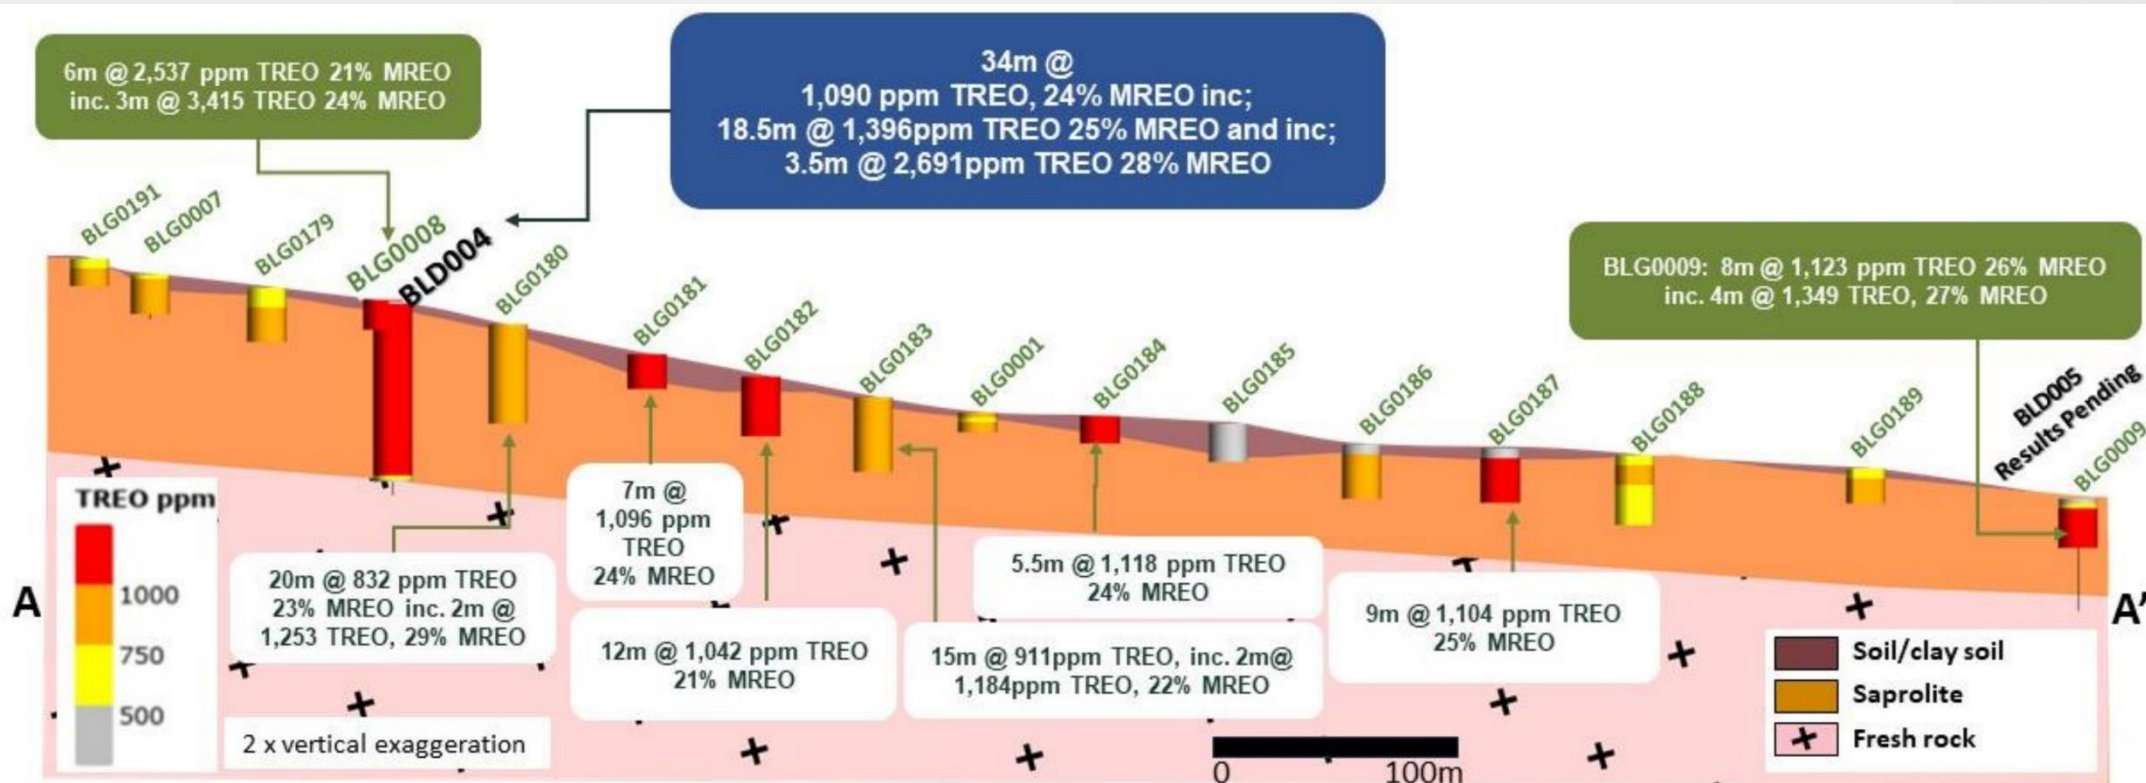 6m @ 2,537 ppm TREO 21% MREO
inc. 3m @ 3,415 TREO 24% MREO
34m @
1,090 ppm TREO, 24% MREO inc;
18.5m @ 1,396ppm TREO 25% MREO and inc;
3.5m @ 2,691ppm TREO 28% MREO
BLG0009: 8m @ 1,123 ppm TREO 26% MREO
inc. 4m @ 1,349 TREO, 27% MREO
BLG0191
BLG0007
BLG0179
BLG0008
BLD004
BLG0180
BLG0181
BLG0182
BLG0183
BLG0001
BLG0184
BLG0185
BLG0186
BLG0187
BLG0188
BLG0189
BLD005
Results Pending
BLG0009
TREO ppm
1000
750
500
A
20m @ 832 ppm TREO
23% MREO inc. 2m @
1,253 TREO, 29% MREO
7m @
1,096 ppm
TREO
24% MREO
12m @ 1,042 ppm TREO
21% MREO
15m @ 911ppm TREO, inc. 2m@
1,184ppm TREO, 22% MREO
5.5m @ 1,118 ppm TREO
24% MREO
9m @ 1,104 ppm TREO
25% MREO
A'
Soil/clay soil
Saprolite
Fresh rock
2 x vertical exaggeration
0 100m